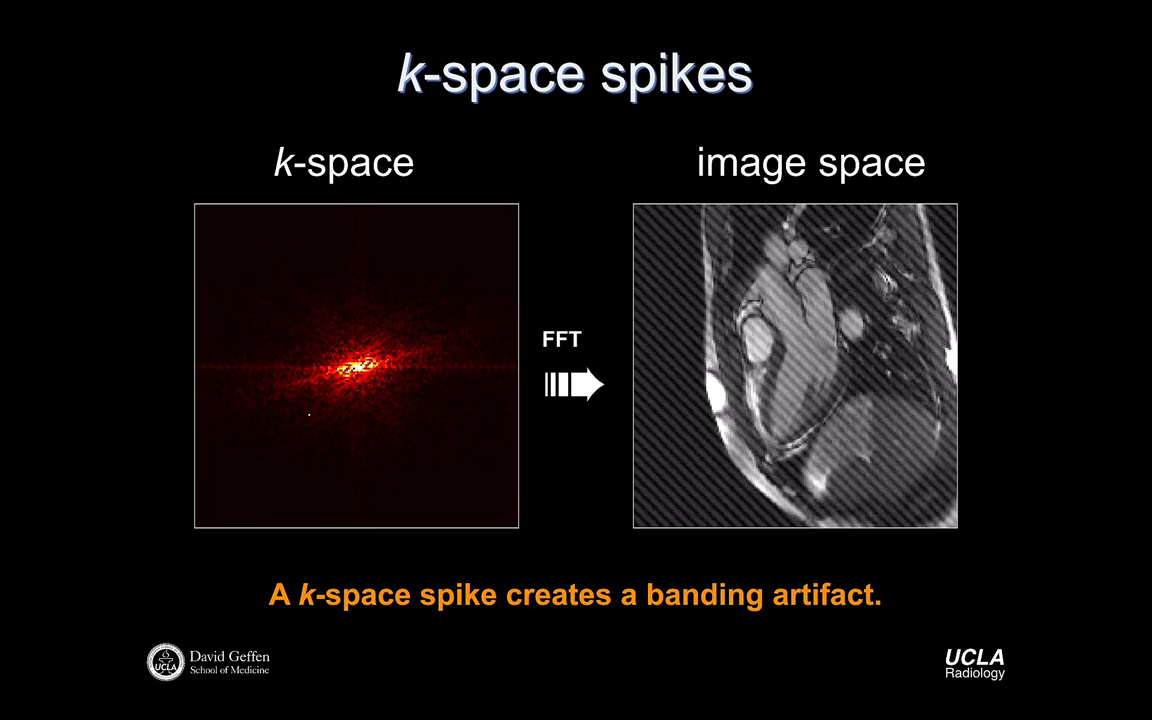 k-space spikes
k-space
image space
FFT
A k-space spike creates a banding artifact.
UCLA
David Geffen
School of Medicine
UCLA
Radiology